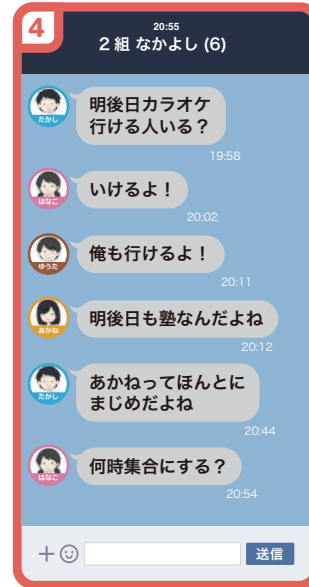 4
20:55
2組 なかよし (6)
たかし
明後日カラオケ
行ける人いる？
19:58
はなこ
いけるよ！
20:02
ゆうた
俺も行けるよ！
20:11
あかね
明後日も塾なんだよね
20:12
たかし
あかねってほんとに
まじめだよね
20:44
はなこ
何時集合にする？
20:54
送信